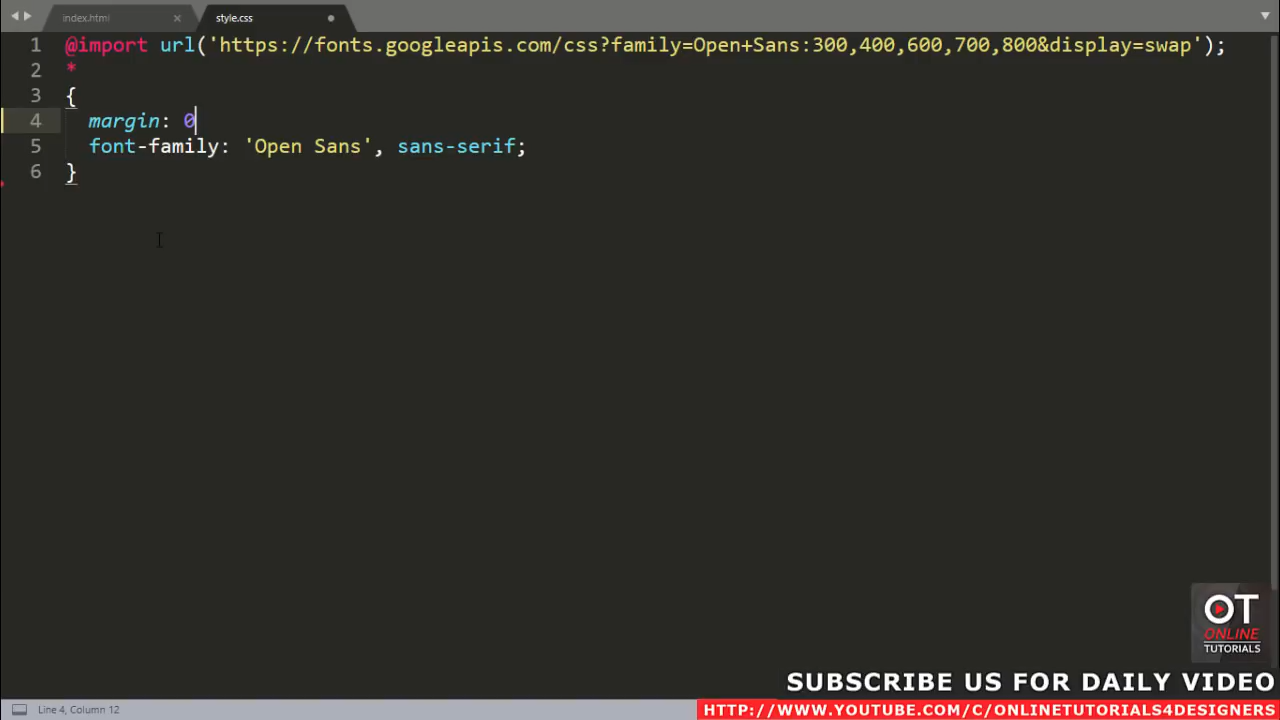 index.html
style.css
1 @import url('https://fonts.googleapis.com/css?family=Open+Sans:300,400,600,700,800&display=swap');
2 *
3 {
4 margin: 0
5 font-family: 'Open Sans', sans-serif;
6 }
OT
ONLINE
TUTORIALS
SUBSCRIBE US FOR DAILY VIDEO
Line 4, Column 12
HTTP://WWW.YOUTUBE.COM/C/ONLINETUTORIALS4DESIGNERS